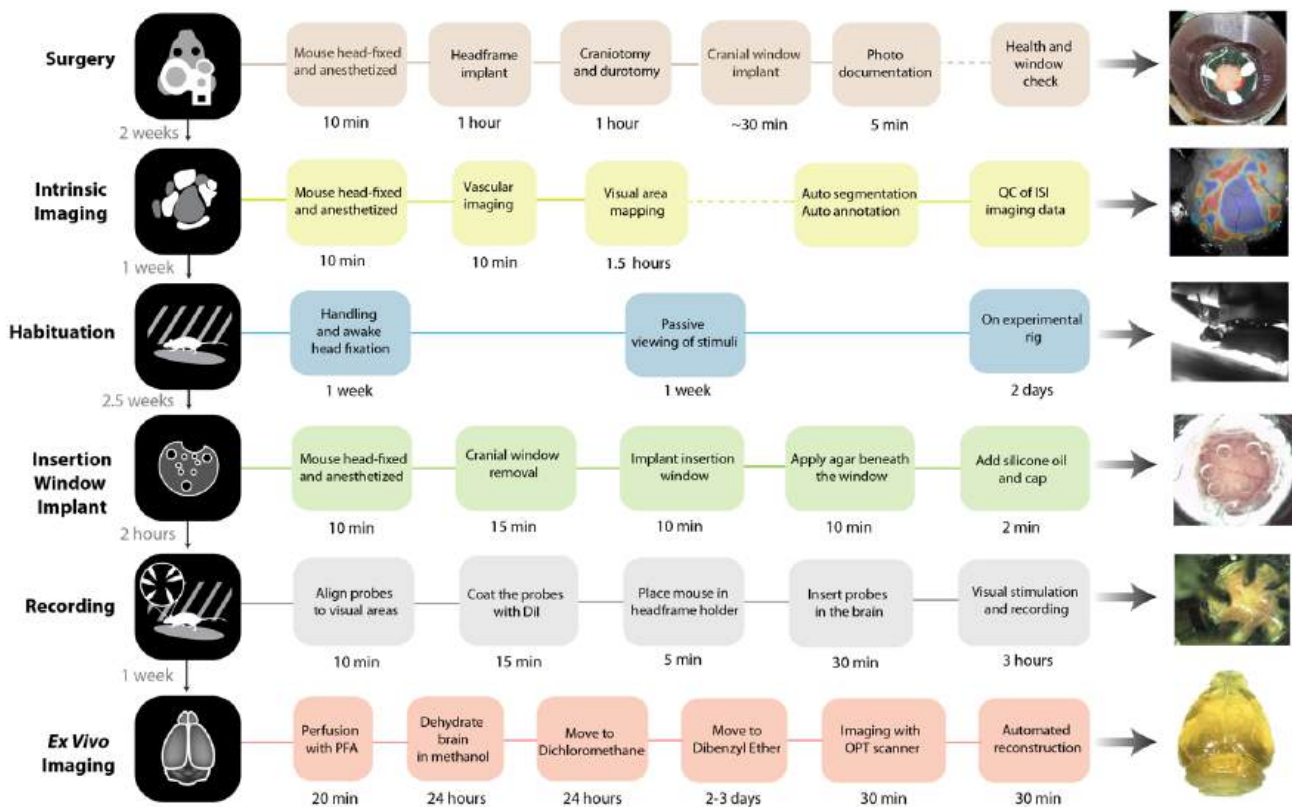 Surgery
Mouse head-fixed
and anesthetized
10 min
Headframe
implant
1 hour
Craniotomy
and durotomy
1 hour
Cranial window
implant
~30 min
Photo
documentation
5 min
Health and
window
check
2 weeks
Intrinsic
Imaging
Mouse head-fixed
and anesthetized
10 min
Vascular
imaging
10 min
Visual area
mapping
1.5 hours
Auto segmentation
Auto annotation
QC of ISI
imaging data
1 week
Habituation
Handling
and awake
head fixation
1 week
Passive
viewing of stimuli
1 week
On experimental
rig
2 days
2.5 weeks
Insertion
Window
Implant
Mouse head-fixed
and anesthetized
10 min
Cranial window
removal
15 min
Implant insertion
window
10 min
Apply agar beneath
the window
10 min
Add silicone oil
and cap
2 min
2 hours
Recording
Align probes
to visual areas
10 min
Coat the probes
with DiI
15 min
Place mouse in
headframe holder
5 min
Insert probes
in the brain
30 min
Visual stimulation
and recording
3 hours
1 week
Ex Vivo
Imaging
Perfusion
with PFA
20 min
Dehydrate
brain
in methanol
24 hours
Move to
Dichloromethane
24 hours
Move to
Dibenzyl Ether
2-3 days
Imaging with
OPT scanner
30 min
Automated
reconstruction
30 min